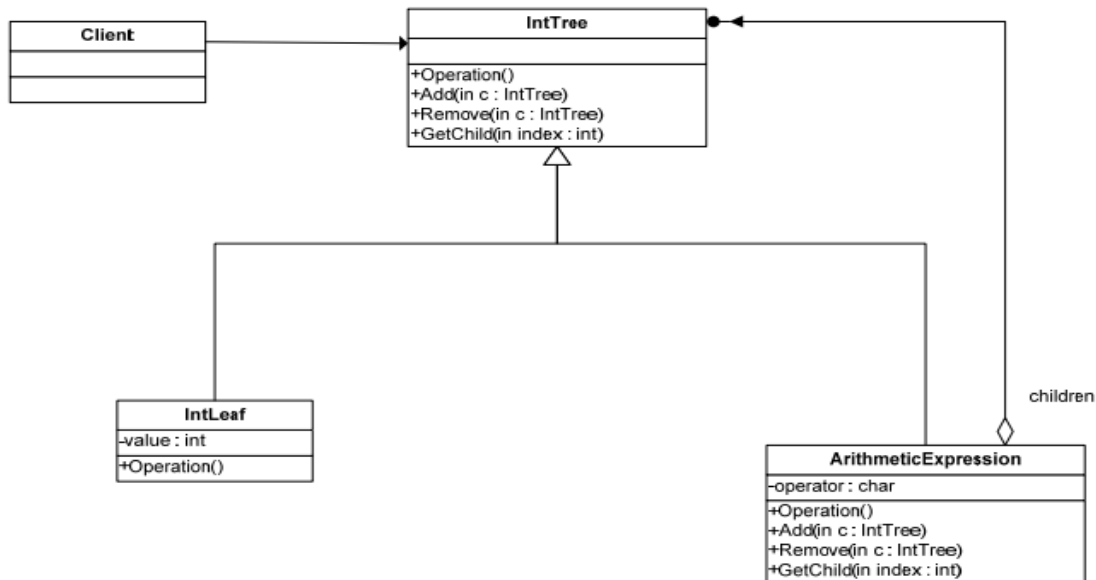 Client
IntTree
+Operation()
+Add(in c : IntTree)
+Remove(in c : IntTree)
+GetChild(in index : int)
IntLeaf
-value : int
+Operation()
children
ArithmeticExpression
-operator : char
+Operation()
+Add(in c : IntTree)
+Remove(in c : IntTree)
+GetChild(in index : int)